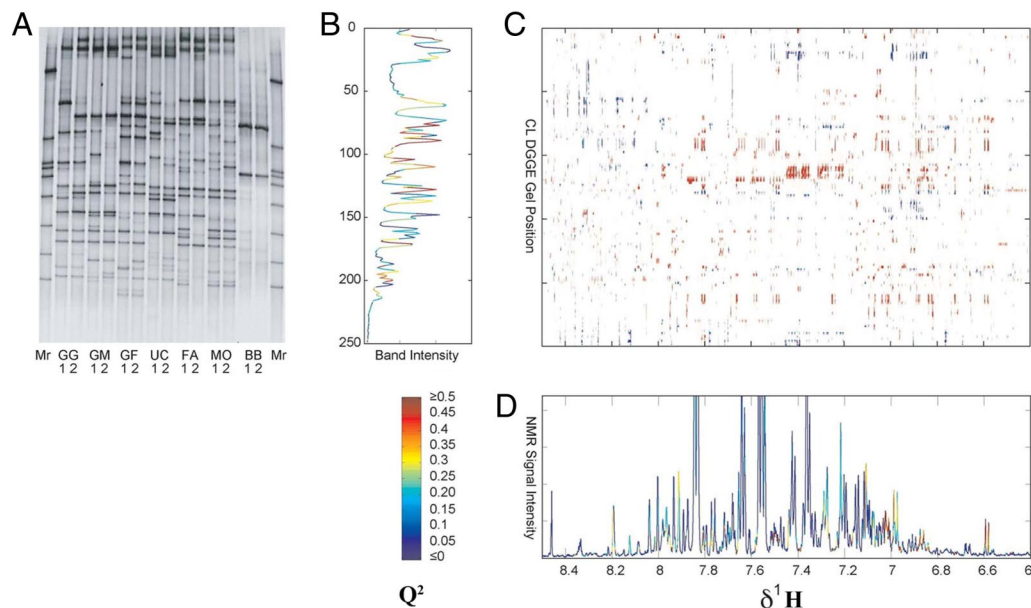 A
B
C
D
0
50
100
150
200
250
Band Intensity
CL DGGE Gel Position
Mr GG GM GF UC FA MO BB Mr
1 2 1 2 1 2 1 2 1 2 1 2 1 2
≥0.5
0.45
0.4
0.35
0.3
0.25
0.2
0.15
0.1
0.05
≤0
Q²
NMR Signal Intensity
8.4 8.2 8 7.8 7.6 7.4 7.2 7 6.8 6.6 6
δ¹H